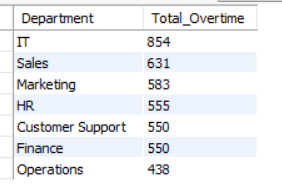 Department Total_Overtime
IT 854
Sales 631
Marketing 583
HR 555
Customer Support 550
Finance 550
Operations 438